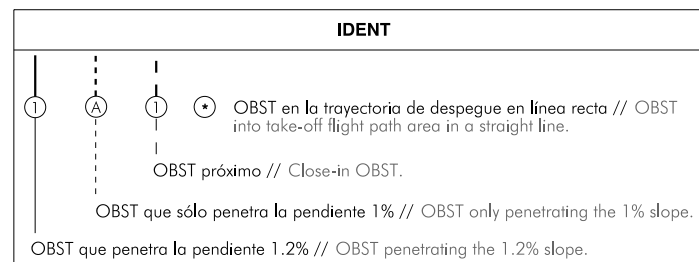 IDENT
1 A 1 * OBST en la trayectoria de despegue en línea recta // OBST
into take-off flight path area in a straight line.
OBST próximo // Close-in OBST.
OBST que sólo penetra la pendiente 1% // OBST only penetrating the 1% slope.
OBST que penetra la pendiente 1.2% // OBST penetrating the 1.2% slope.